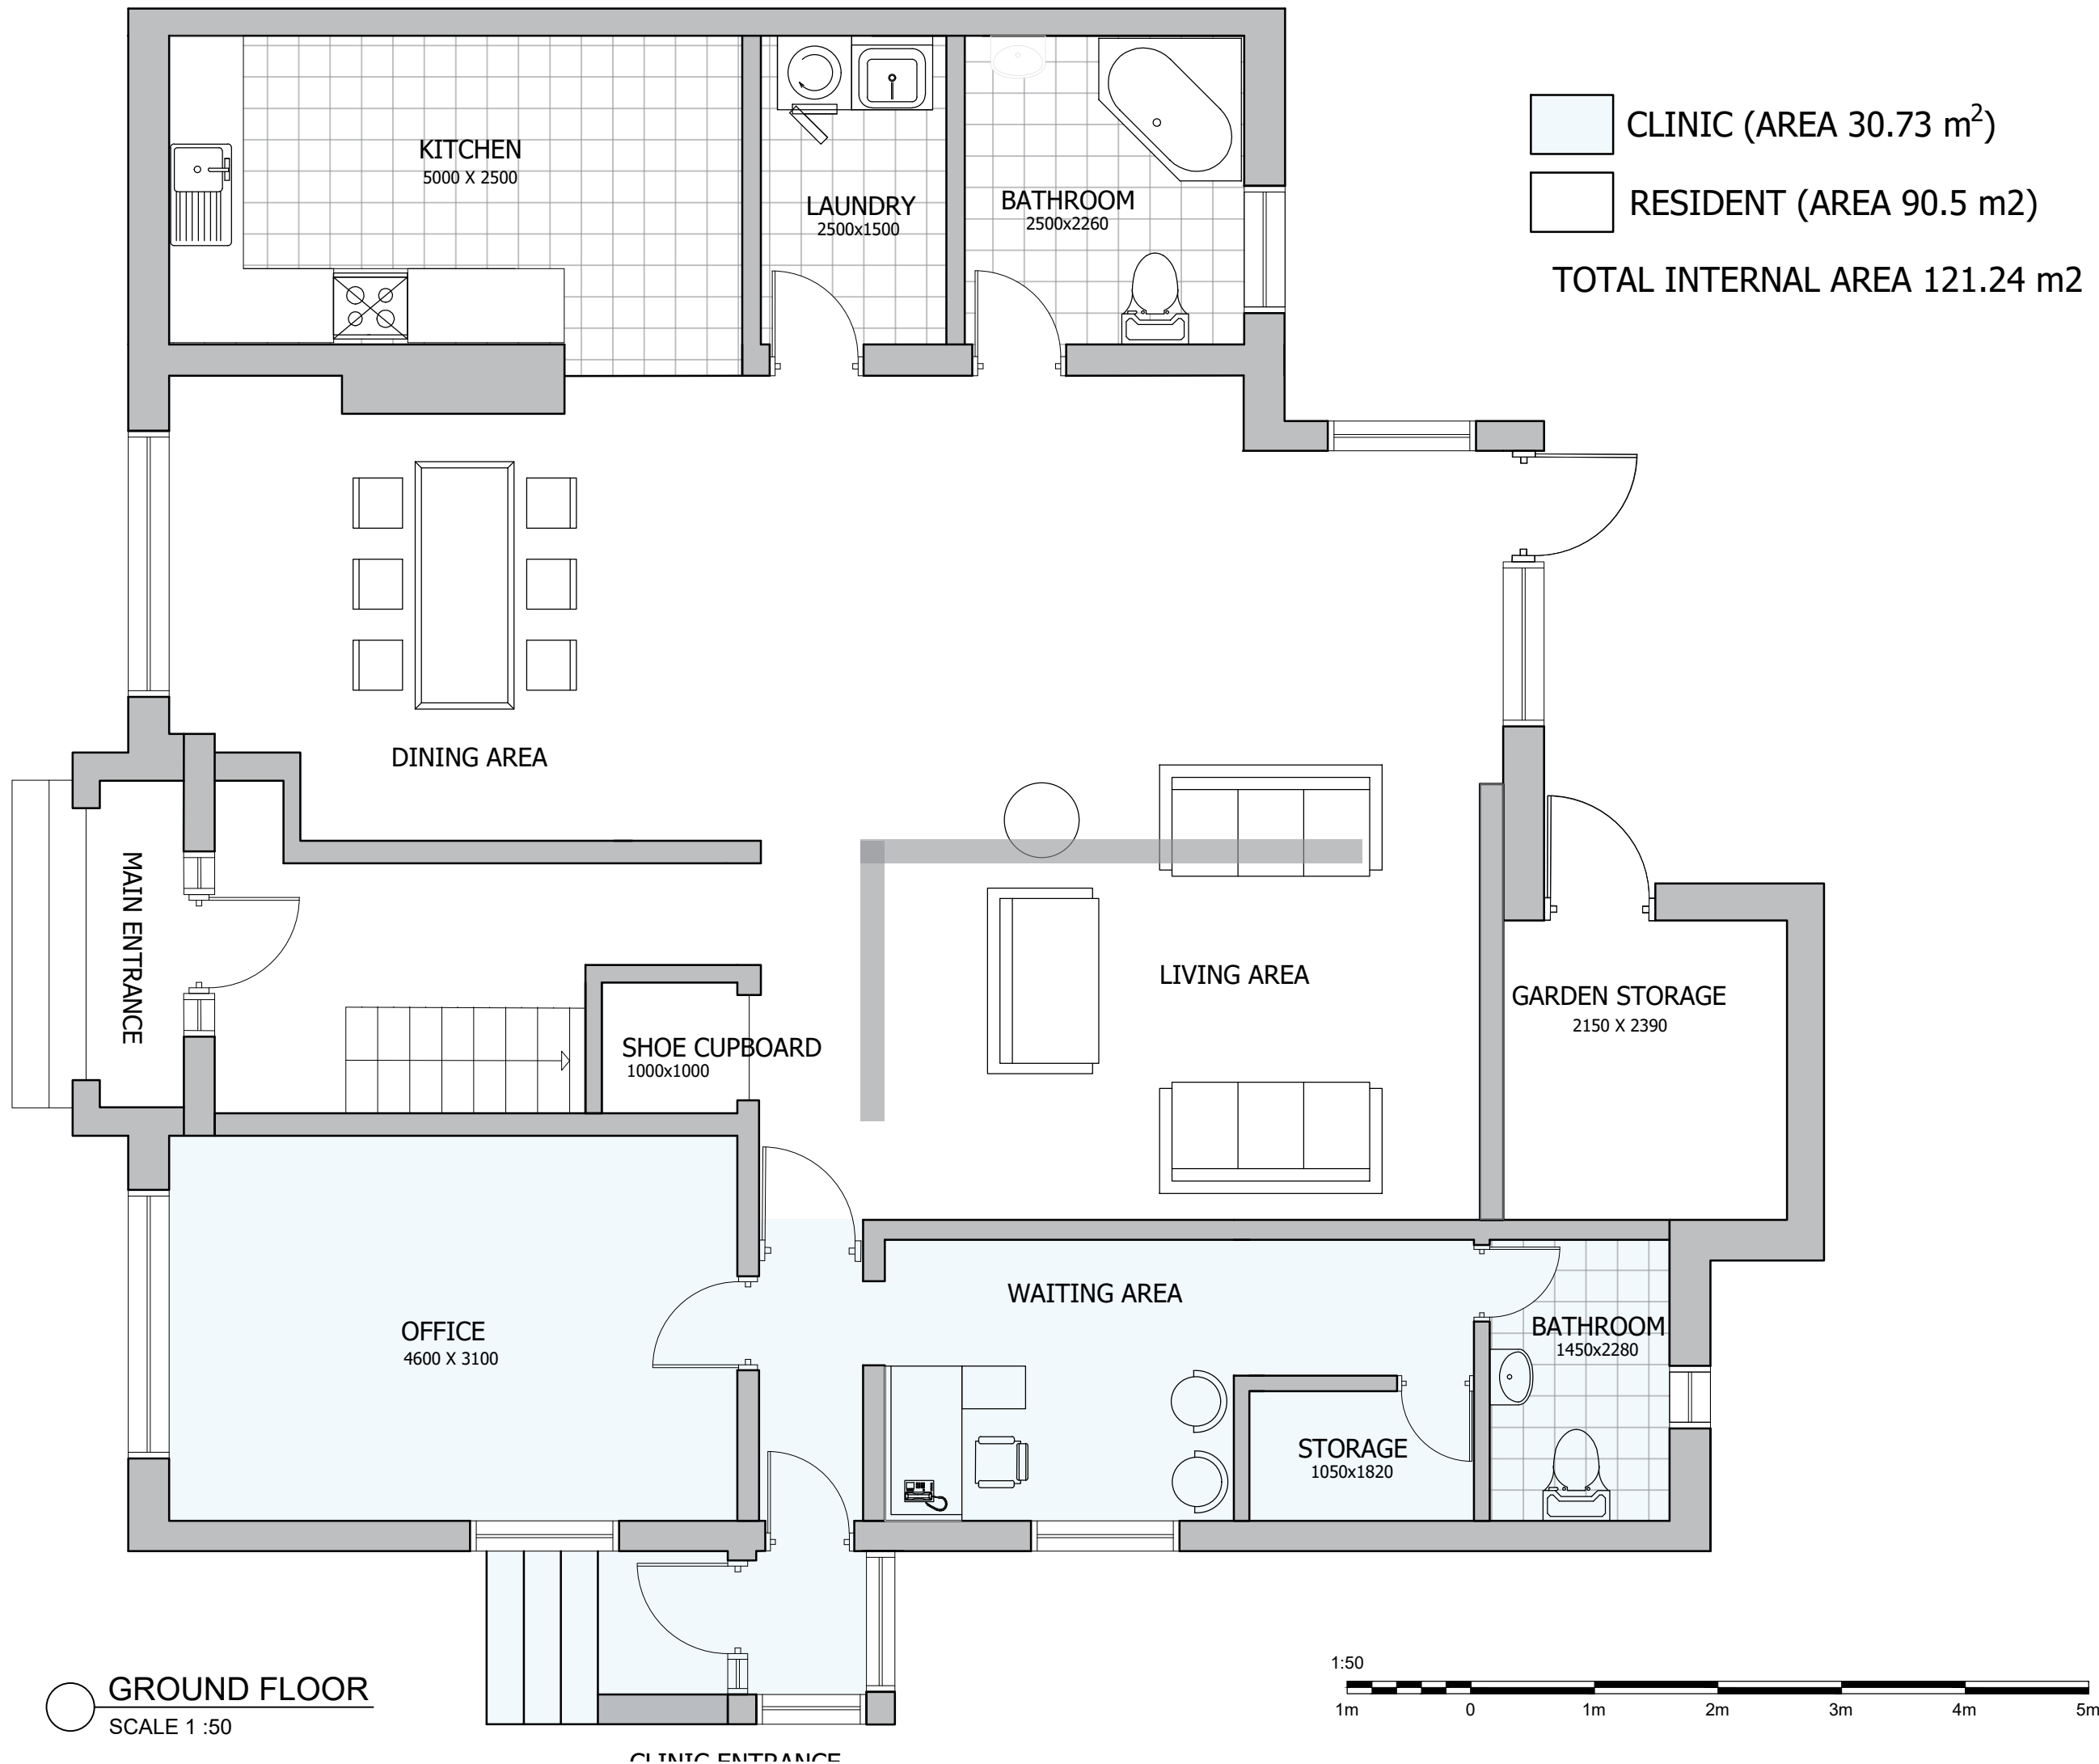 KITCHEN
5000 X 2500
LAUNDRY
2500x1500
BATHROOM
2500x2260
CLINIC (AREA 30.73 m²)
RESIDENT (AREA 90.5 m2)
TOTAL INTERNAL AREA 121.24 m2
DINING AREA
MAIN ENTRANCE
SHOE CUPBOARD
1000x1000
LIVING AREA
GARDEN STORAGE
2150 X 2390
OFFICE
4600 X 3100
WAITING AREA
BATHROOM
1450x2280
STORAGE
1050x1820
GROUND FLOOR
SCALE 1 :50
CLINIC ENTRANCE
1:50
1m 0 1m 2m 3m 4m 5m